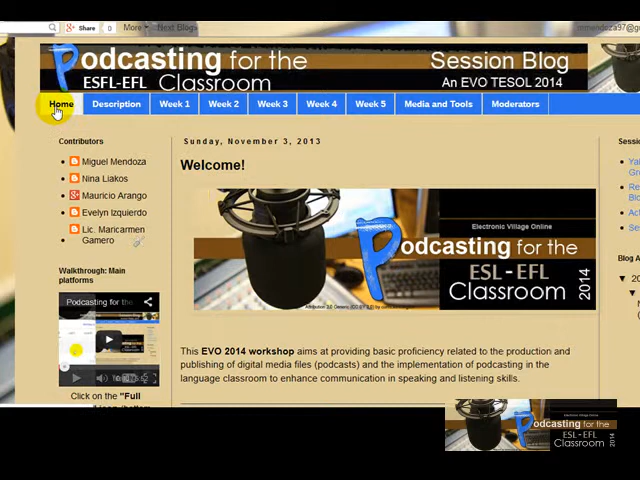 Share 0 More Next Blog»
Podcasting for the
ESFL-EFL Classroom
Session Blog
An EVO TESOL 2014
Home Description Week 1 Week 2 Week 3 Week 4 Week 5 Media and Tools Moderators
Contributors
Miguel Mendoza
Nina Liakos
Mauricio Arango
Evelyn Izquierdo
Lic. Maricarmen
Gamero
Walkthrough: Main
platforms
Podcasting for the
Click on the "Full
Sunday, November 3, 2013
Welcome!
Electronic Village Online
Podcasting for the
ESL-EFL
Classroom
2014
This EVO 2014 workshop aims at providing basic proficiency related to the production and
publishing of digital media files (podcasts) and the implementation of podcasting in the
language classroom to enhance communication in speaking and listening skills.
Blog A
Electronic Village Online
Podcasting for the
ESL-EFL
Classroom
2014